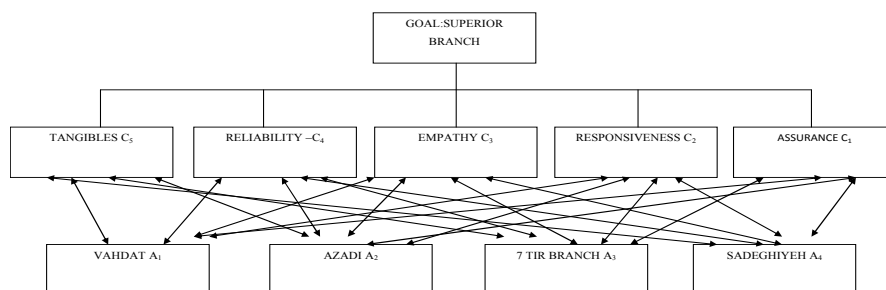 GOAL:SUPERIOR
BRANCH
TANGIBLES C₅
RELIABILITY –C₄
EMPATHY C₃
RESPONSIVENESS C₂
ASSURANCE C₁
VAHDAT A₁
AZADI A₂
7 TIR BRANCH A₃
SADEGHIYEH A₄